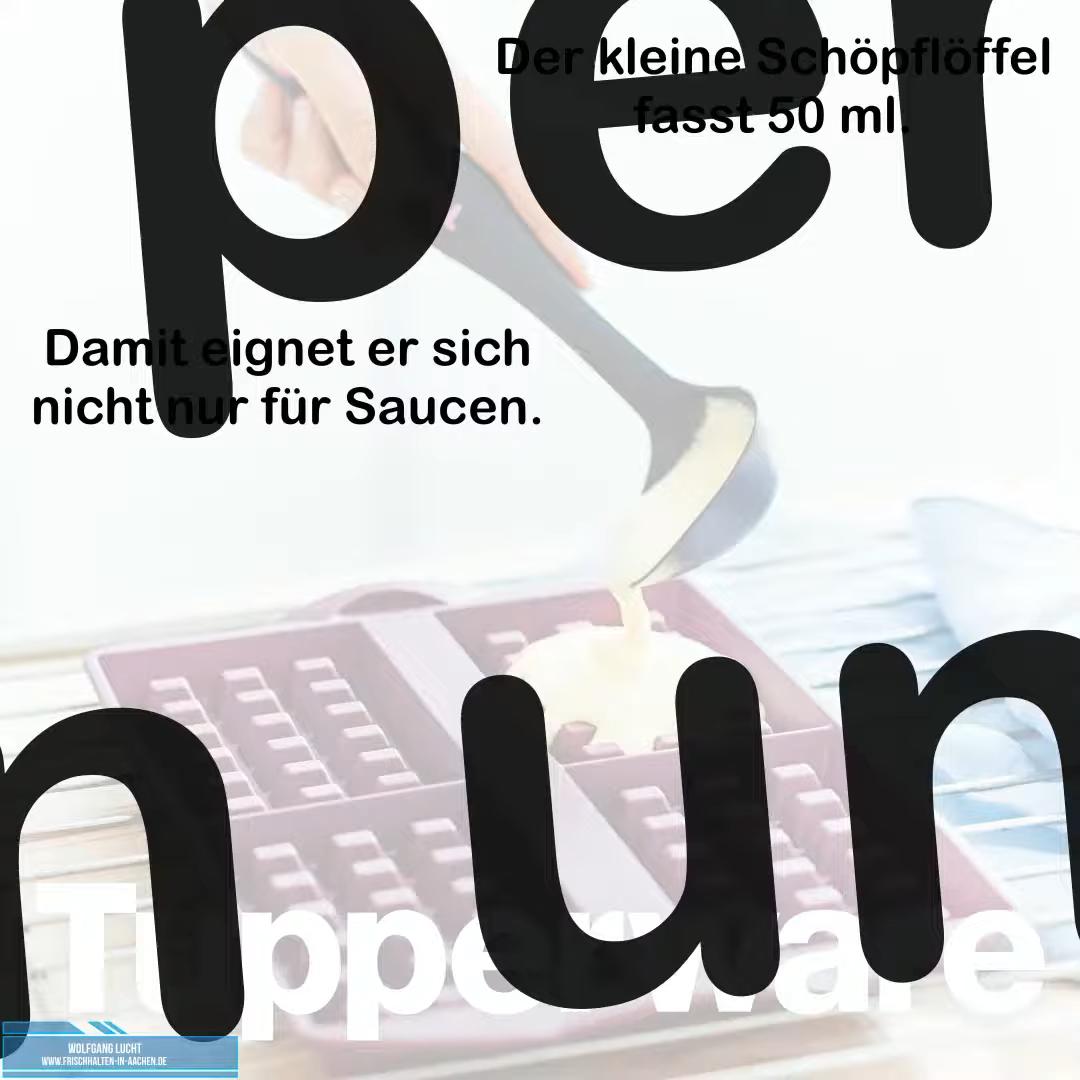 per
Der kleine Schöpflöffel
fasst 50 ml.
Damit eignet er sich
nicht nur für Saucen.
n un
Tupperware
WOLFGANG LUCHT
WWW.FRISCHHALTEN-IN-AACHEN.DE